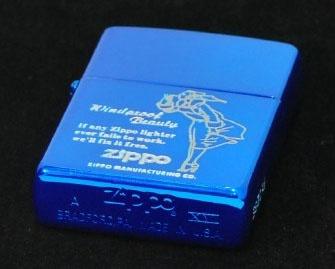 Windproof
Beauty
If any Zippo lighter
ever fails to work,
we'll fix it free.
zippo
ZIPPO MANUFACTURING CO.
A Zippo XII
BRADFORD, PA. MADE IN U.S.A.